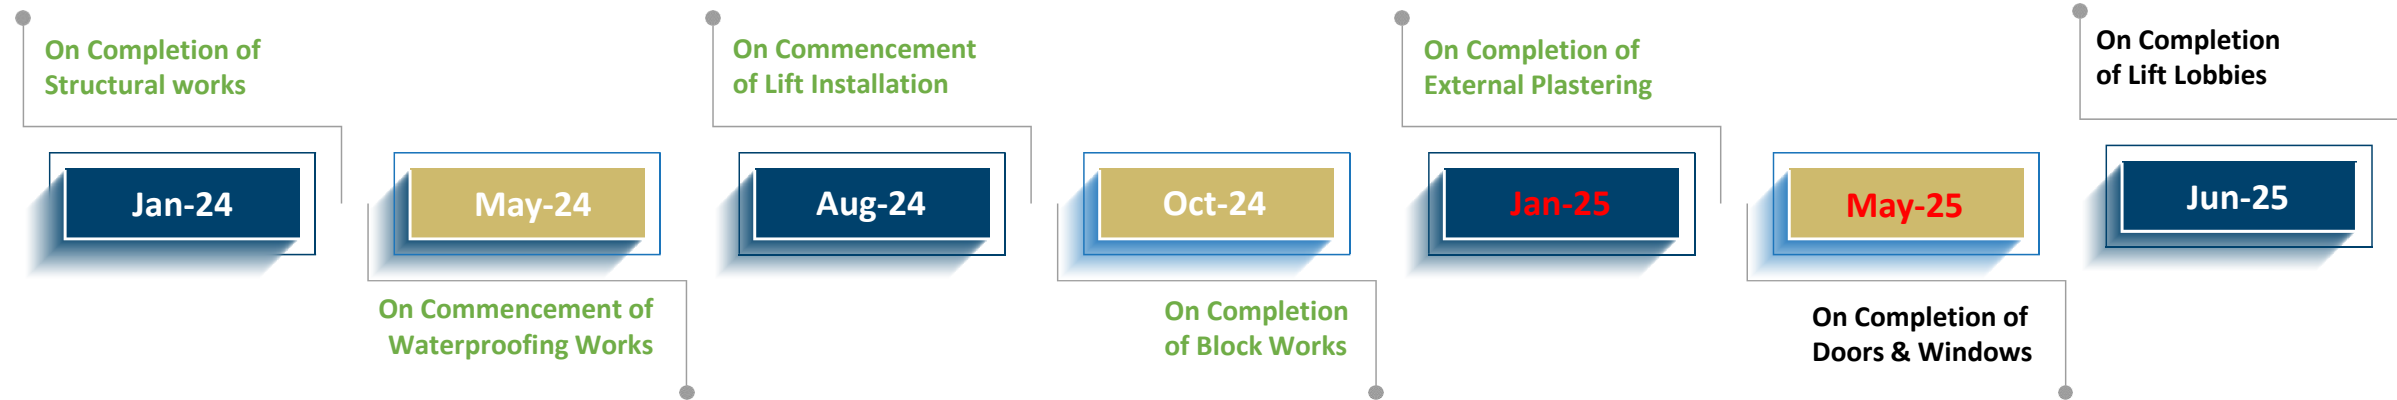 On Completion of
Structural works
Jan-24
May-24
On Commencement of
Waterproofing Works
On Commencement
of Lift Installation
Aug-24
Oct-24
On Completion
of Block Works
On Completion of
External Plastering
Jan-25
May-25
On Completion of
Doors & Windows
On Completion
of Lift Lobbies
Jun-25